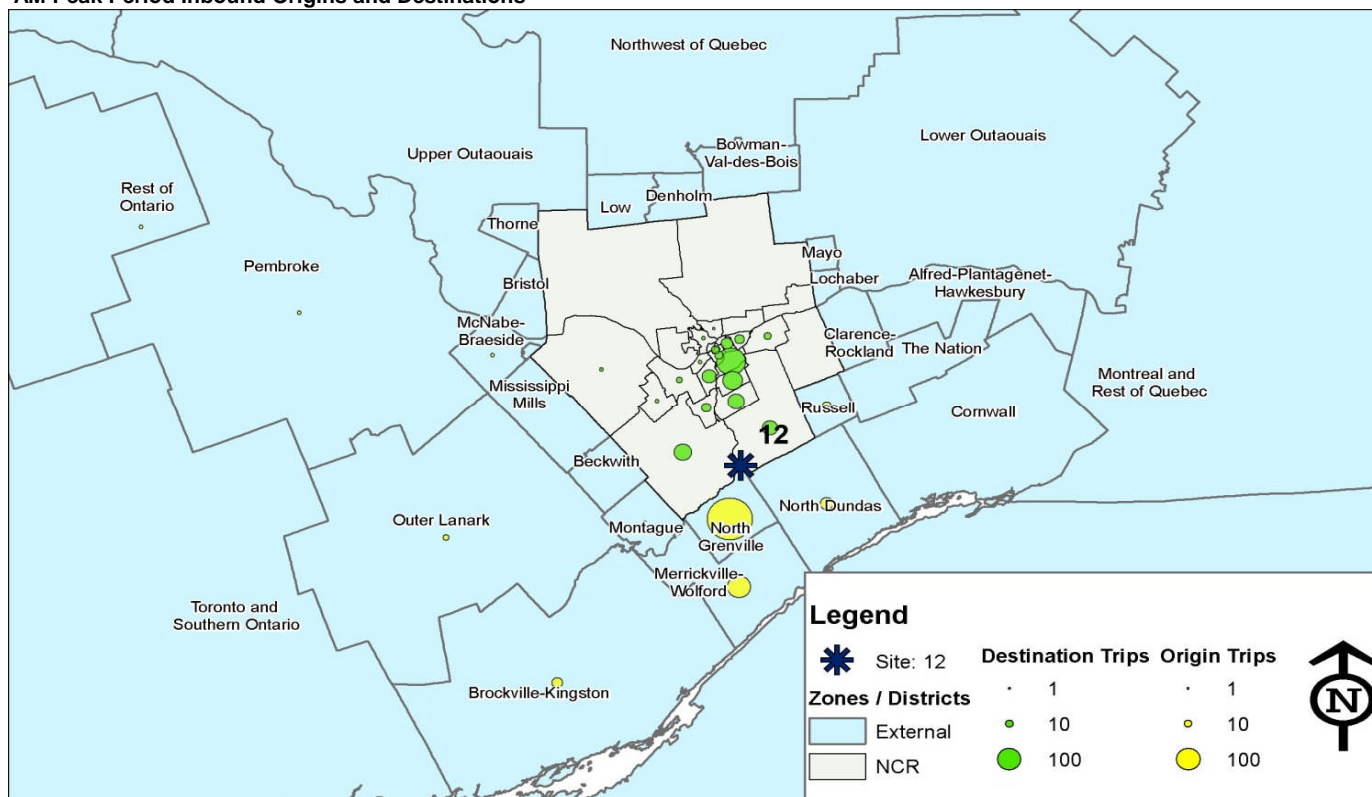 AM Peak Period Inbound Origins and Destinations
Northwest of Quebec
Lower Outaouais
Bowman-
Val-des-Bois
Upper Outaouais
Rest of
Ontario
Denholm
Low
Thorne
Mayo
Pembroke
Bristol
Lochaber
Alfred-Plantagenet-
Hawkesbury
McNabe-
Braeside
Clarence-
Rockland
The Nation
Montreal and
Rest of Quebec
Mississippi
Mills
Russell
Cornwall
12
Beckwith
North Dundas
Outer Lanark
Montague
North
Grenville
Merrickville-
Wolford
Toronto and
Southern Ontario
Brockville-Kingston
Legend
Site: 12
Destination Trips
Origin Trips
Zones / Districts
1
1
External
10
10
NCR
100
100
N